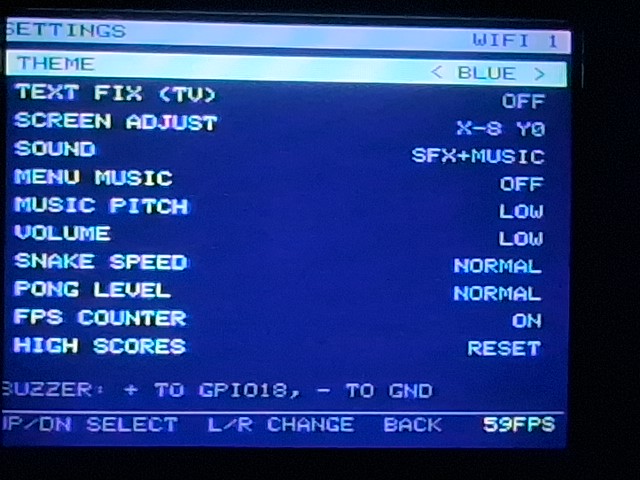 SETTINGS WIFI 1
THEME < BLUE >
TEXT FIX (TV) OFF
SCREEN ADJUST X-8 Y0
SOUND SFX+MUSIC
MENU MUSIC OFF
MUSIC PITCH LOW
VOLUME LOW
SNAKE SPEED NORMAL
PONG LEVEL NORMAL
FPS COUNTER ON
HIGH SCORES RESET
BUZZER: + TO GPIO18, - TO GND
UP/DN SELECT L/R CHANGE BACK 59FPS